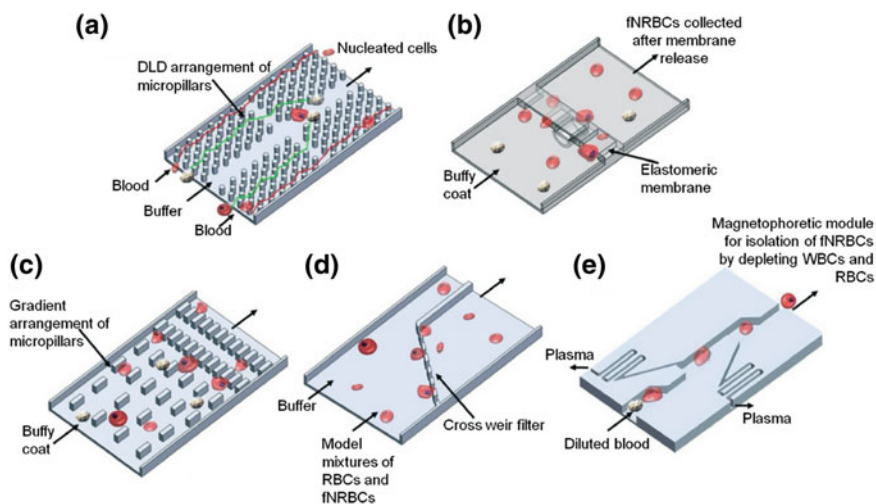 (a)
Nucleated cells
DLD arrangement of
micropillars
Blood
Buffer
Blood
(b)
fNRBCs collected
after membrane
release
Buffy
coat
Elastomeric
membrane
(c)
Gradient
arrangement of
micropillars
Buffy
coat
(d)
Buffer
Model
mixtures of
RBCs and
fNRBCs
Cross weir filter
(e)
Magnetophoretic module
for isolation of fNRBCs
by depleting WBCs and
RBCs
Plasma
Diluted blood
Plasma